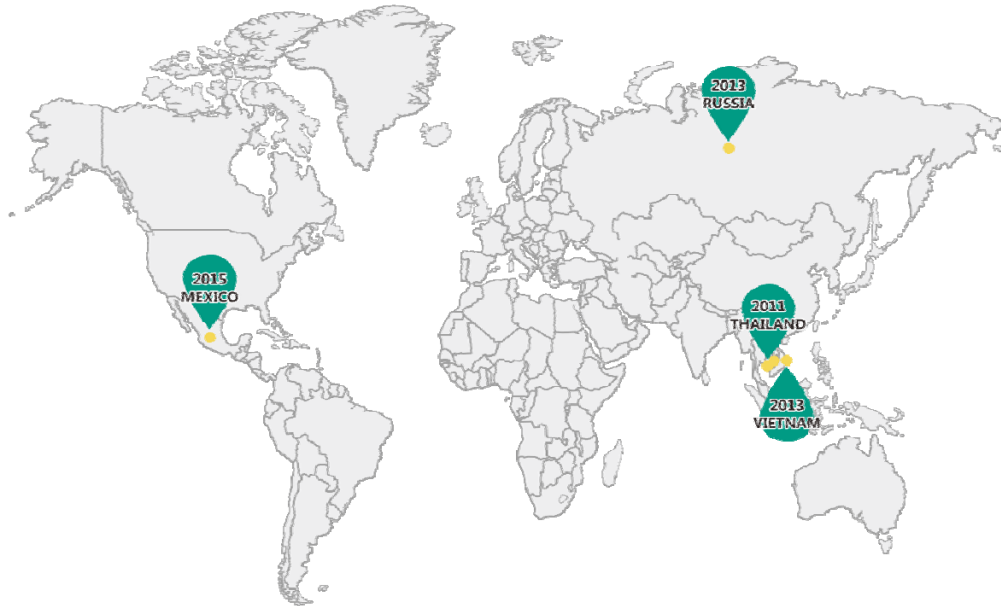 2013
RUSSIA
2015
MEXICO
2011
THAILAND
2013
VIETNAM